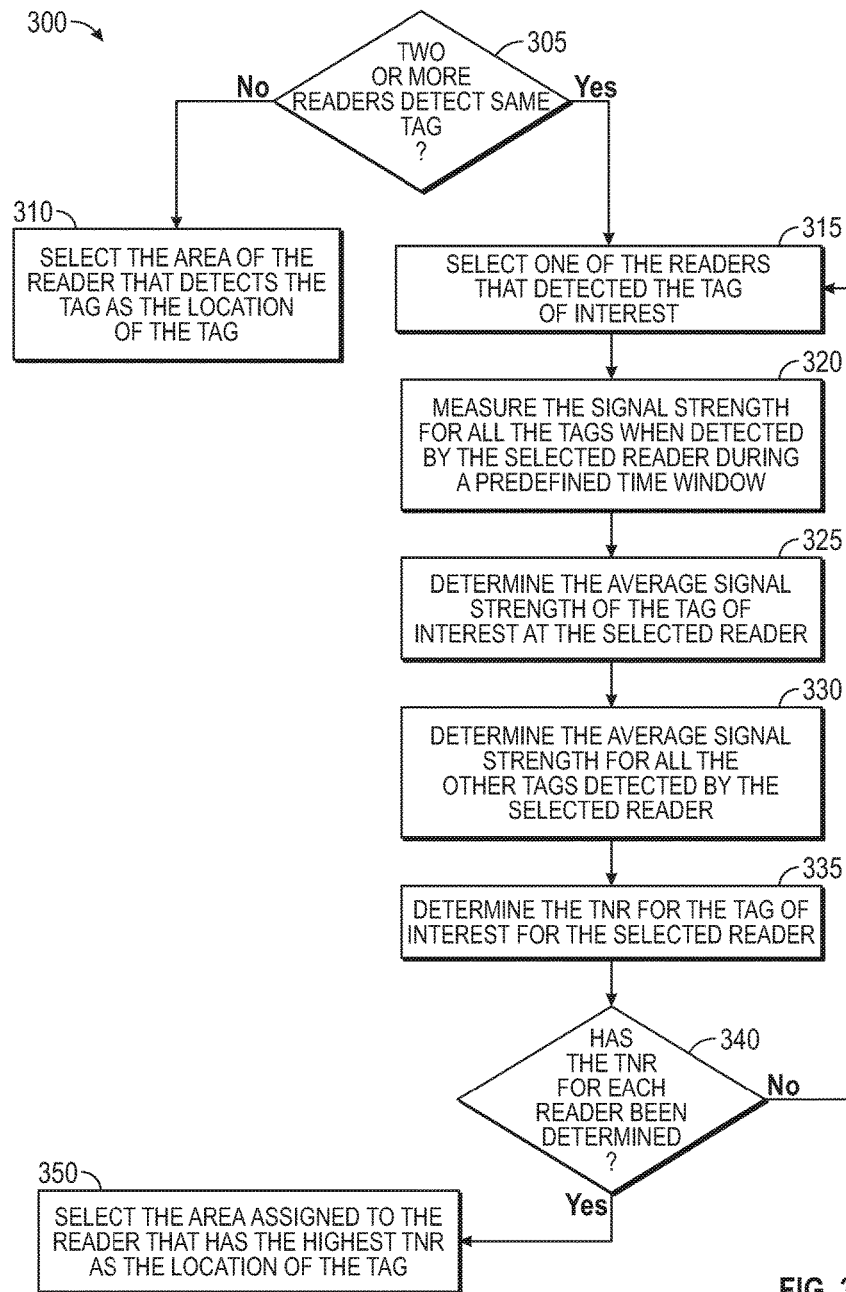 300
305
TWO
OR MORE
READERS DETECT SAME
TAG
?
No
Yes
310
SELECT THE AREA OF THE
READER THAT DETECTS THE
TAG AS THE LOCATION
OF THE TAG
315
SELECT ONE OF THE READERS
THAT DETECTED THE TAG
OF INTEREST
320
MEASURE THE SIGNAL STRENGTH
FOR ALL THE TAGS WHEN DETECTED
BY THE SELECTED READER DURING
A PREDEFINED TIME WINDOW
325
DETERMINE THE AVERAGE SIGNAL
STRENGTH OF THE TAG OF
INTEREST AT THE SELECTED READER
330
DETERMINE THE AVERAGE SIGNAL
STRENGTH FOR ALL THE
OTHER TAGS DETECTED BY THE
SELECTED READER
335
DETERMINE THE TNR FOR THE TAG OF
INTEREST FOR THE SELECTED READER
340
HAS
THE TNR
FOR EACH
READER BEEN
DETERMINED
?
No
Yes
350
SELECT THE AREA ASSIGNED TO THE
READER THAT HAS THE HIGHEST TNR
AS THE LOCATION OF THE TAG
FIG.